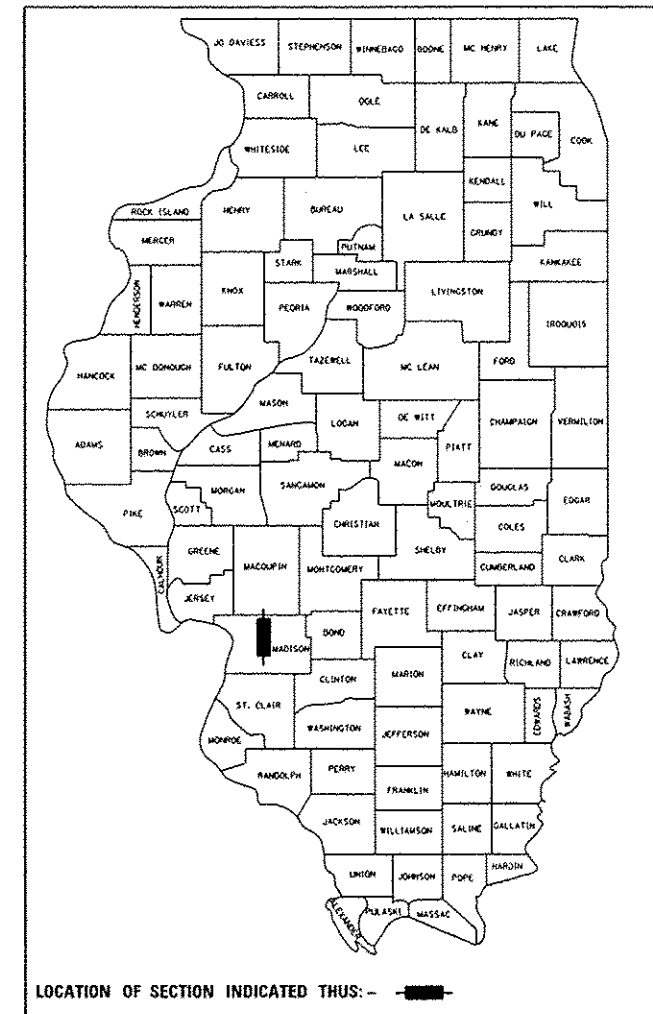 JO DAVIESS STEPHENSON WINNEBAGO BOONE MC HENRY LAKE
CARROLL OGLE DE KALB KANE DU PAGE COOK
WHITESIDE LEE KENDALL WILL
ROCK ISLAND HENRY BUREAU LA SALLE GRUNDY
MERCER PUTNAM KANKAKEE
HENDERSON WARREN KNOX STARK MARSHALL LIVINGSTON
PEORIA WOODFORD IROQUOIS
HANCOCK MC DONOUGH FULTON TAZEWELL MC LEAN FORD
SCHUYLER MASON LOGAN DE WITT CHAMPAIGN VERMILION
ADAMS BROWN CASS MENARD PIATT
MACON
PIKE SCOTT MORGAN SANGAMON MOULTRIE DOUGLAS EDGAR
CHRISTIAN COLES
CALHOUN GREENE MACOUPIN MONTGOMERY SHELBY CUMBERLAND CLARK
JERSEY FAYETTE EFFINGHAM JASPER CRAWFORD
MADISON BOND CLAY RICHLAND LAWRENCE
CLINTON MARION
ST. CLAIR WAYNE EDWARDS WABASH
MONROE WASHINGTON JEFFERSON
RANDOLPH PERRY HAMILTON WHITE
FRANKLIN
JACKSON WILLIAMSON SALINE GALLATIN
UNION JOHNSON POPE HARDIN
ALEXANDER PULASKI MASSAC
LOCATION OF SECTION INDICATED THUS: -